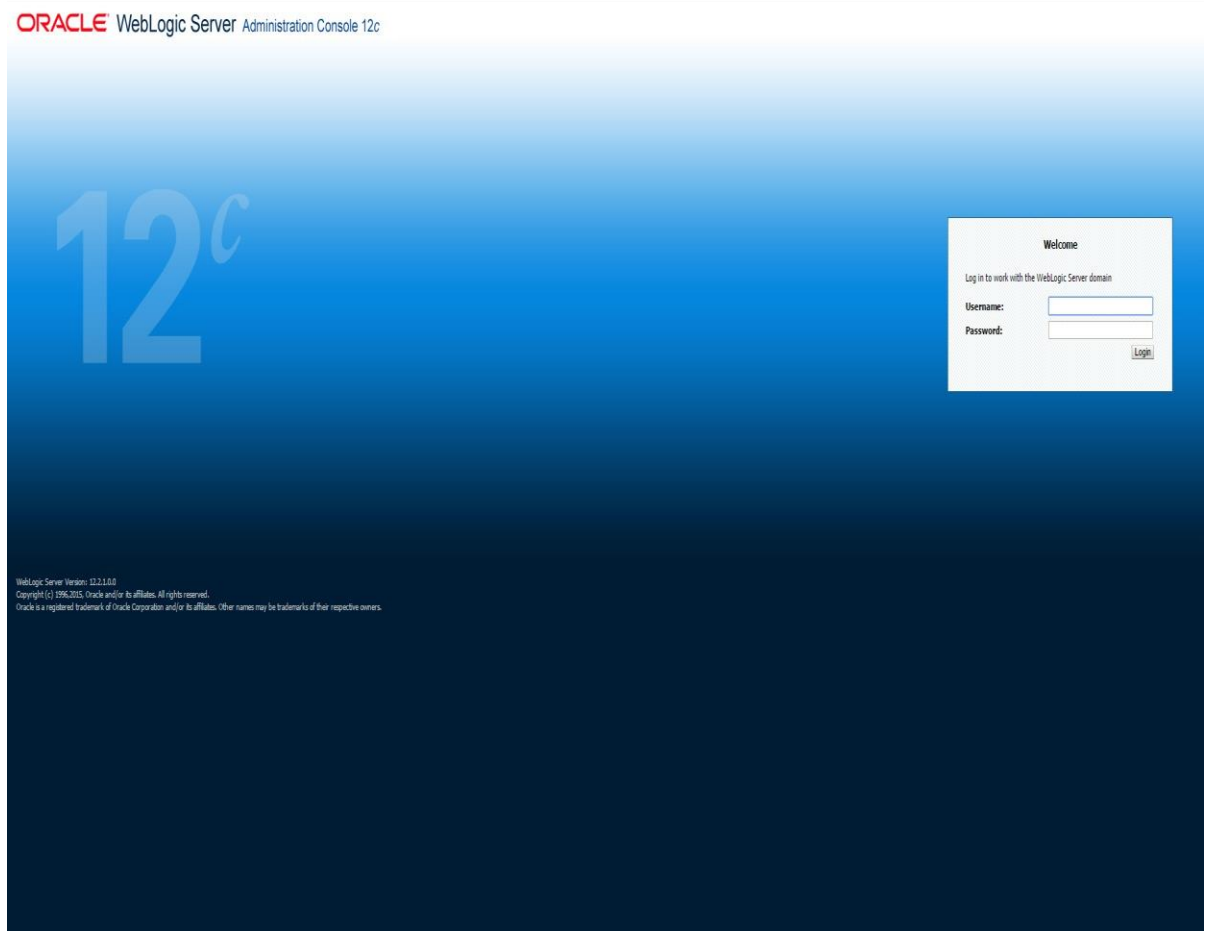 ORACLE WebLogic Server Administration Console 12c
12c
Welcome
Log in to work with the WebLogic Server domain
Username:
Password:
Login
WebLogic Server Version: 12.2.1.0.0
Copyright (c) 1996,2015, Oracle and/or its affiliates. All rights reserved.
Oracle is a registered trademark of Oracle Corporation and/or its affiliates. Other names may be trademarks of their respective owners.